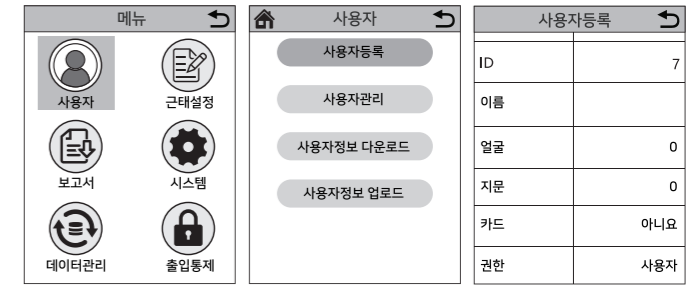 메뉴
사용자
근태설정
보고서
시스템
데이터관리
출입통제
사용자
사용자등록
사용자관리
사용자정보 다운로드
사용자정보 업로드
사용자등록
ID 7
이름
얼굴 0
지문 0
카드 아니요
권한 사용자